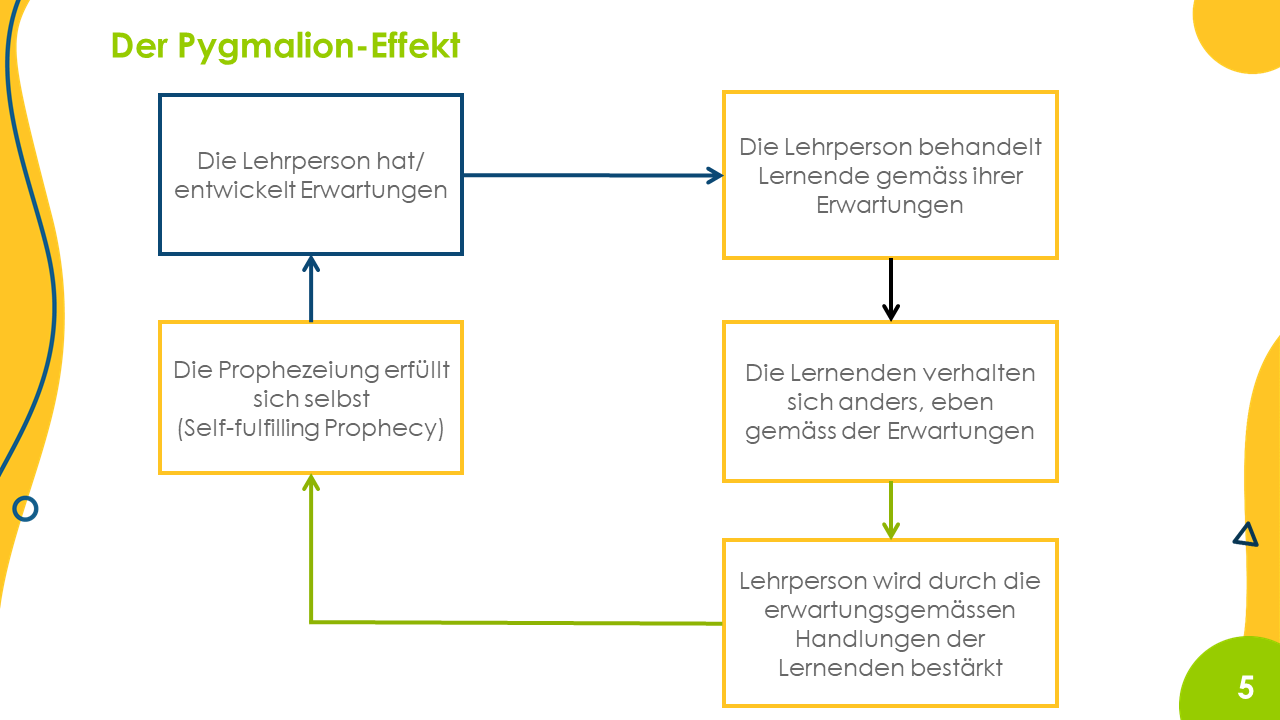 Der Pygmalion-Effekt
Die Lehrperson hat/
entwickelt Erwartungen
Die Lehrperson behandelt
Lernende gemäss ihrer
Erwartungen
Die Lernenden verhalten
sich anders, eben
gemäss der Erwartungen
Lehrperson wird durch die
erwartungsgemässen
Handlungen der
Lernenden bestärkt
Die Prophezeiung erfüllt
sich selbst
(Self-fulfilling Prophecy)
5